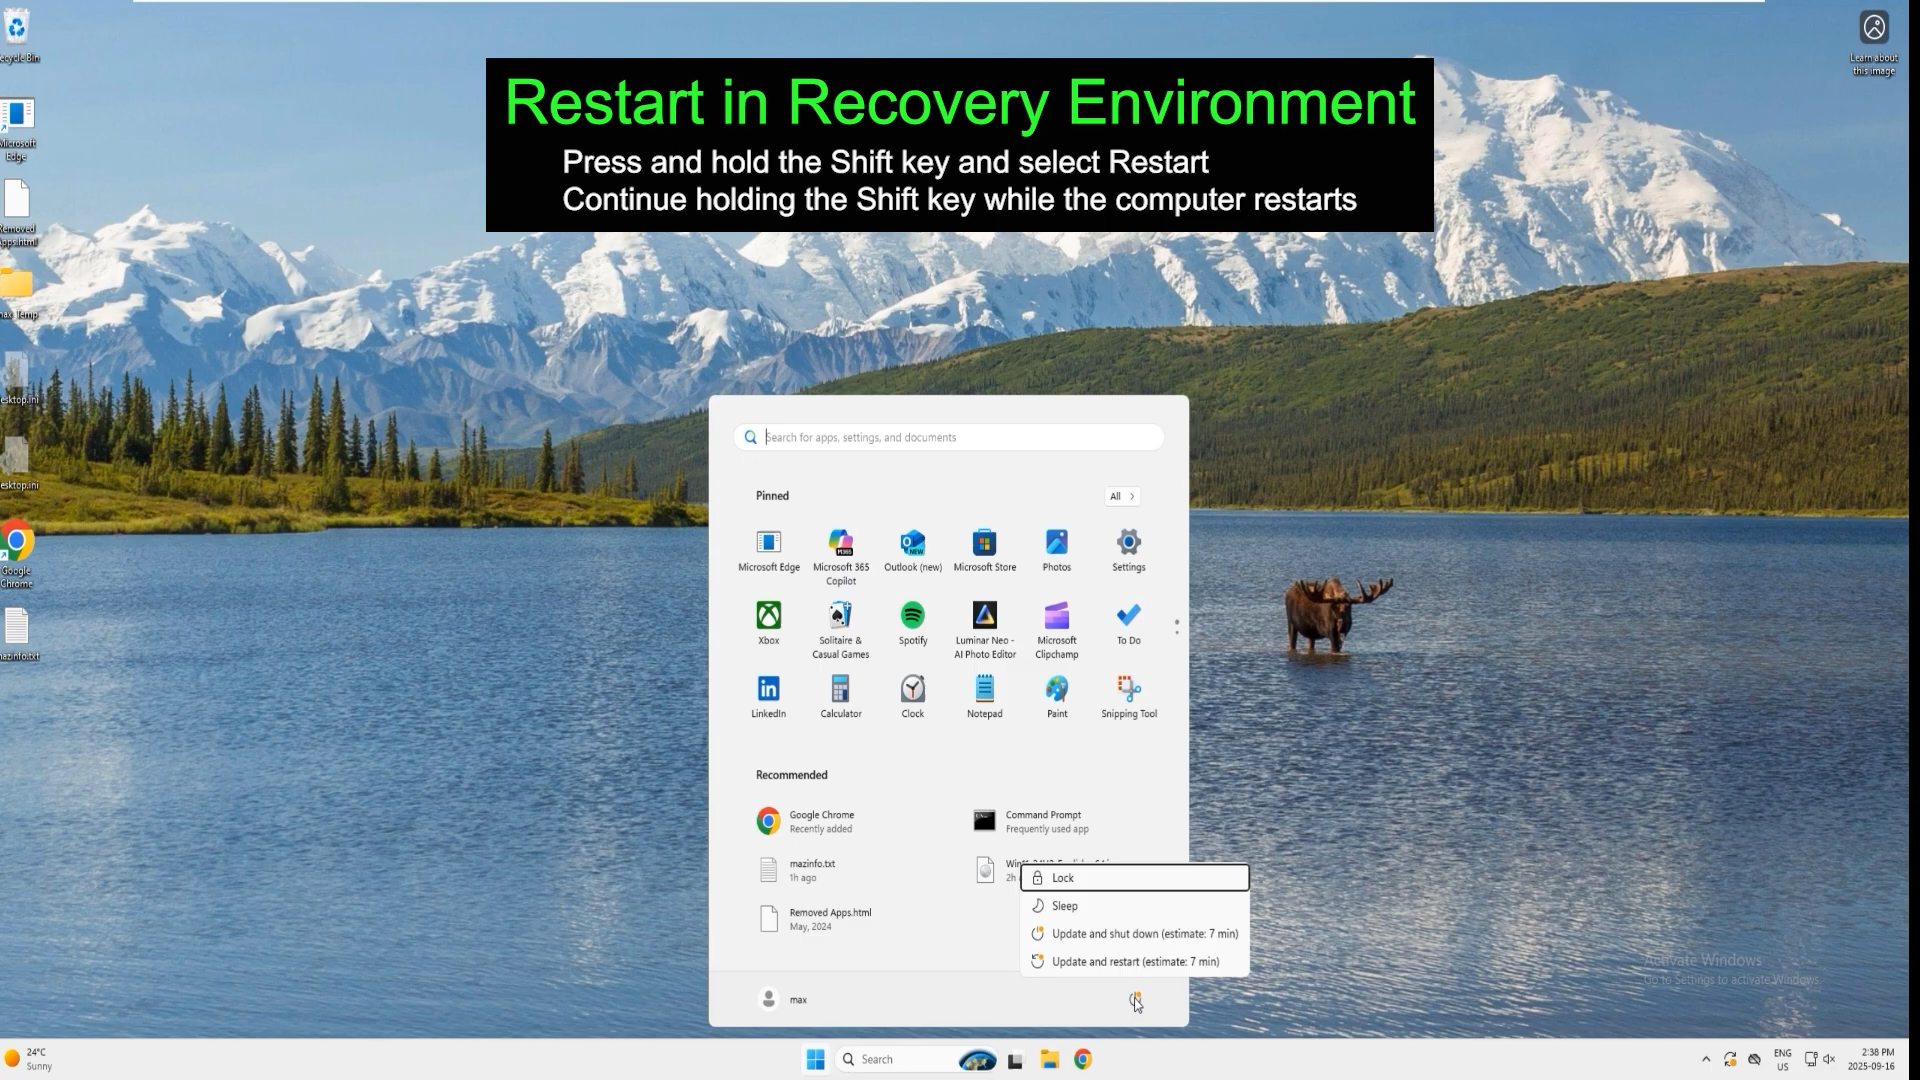 Restart in Recovery Environment
Press and hold the Shift key and select Restart
Continue holding the Shift key while the computer restarts
Learn about
this image
ecycle Bin
Microsoft
Edge
Removed
Apps.html
max_Temp
esktop.ini
esktop.ini
Google
Chrome
mazinfo.txt
Search for apps, settings, and documents
Pinned
All
Microsoft Edge
Microsoft 365
Copilot
Outlook (new)
Microsoft Store
Photos
Settings
Xbox
Solitaire &
Casual Games
Spotify
Luminar Neo -
AI Photo Editor
Microsoft
Clipchamp
To Do
LinkedIn
Calculator
Clock
Notepad
Paint
Snipping Tool
Recommended
Google Chrome
Recently added
Command Prompt
Frequently used app
mazinfo.txt
1h ago
2h
Removed Apps.html
May, 2024
Lock
Sleep
Update and shut down (estimate: 7 min)
Update and restart (estimate: 7 min)
max
Activate Windows
Go to Settings to activate Windows.
24°C
Sunny
Search
ENG
US
2:38 PM
2025-09-16